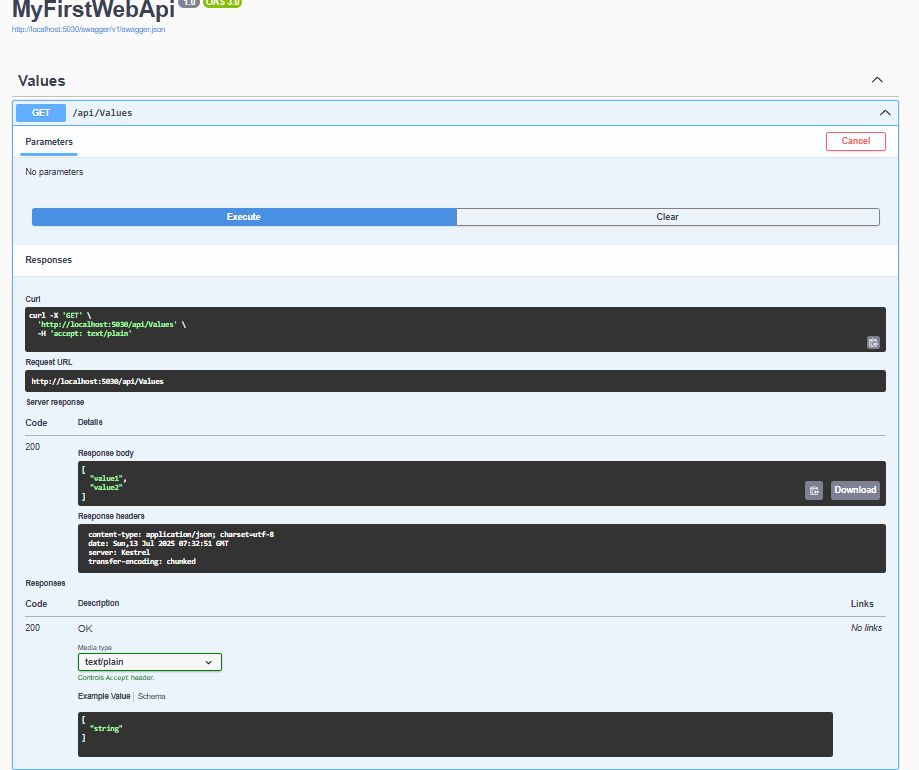 MyFirstWebApi 1.0 OAS 3.0
http://localhost:5030/swagger/v1/swagger.json
Values
GET /api/Values
Parameters Cancel
No parameters
Execute Clear
Responses
Curl
curl -X 'GET' \
'http://localhost:5030/api/Values' \
-H 'accept: text/plain'
Request URL
http://localhost:5030/api/Values
Server response
Code Details
200
Response body
[
"value1",
"value2"
]
Download
Response headers
content-type: application/json; charset=utf-8
date: Sun,13 Jul 2025 07:32:51 GMT
server: Kestrel
transfer-encoding: chunked
Responses
Code Description Links
200 OK No links
Media type
text/plain
Controls Accept header.
Example Value Schema
[
"string"
]